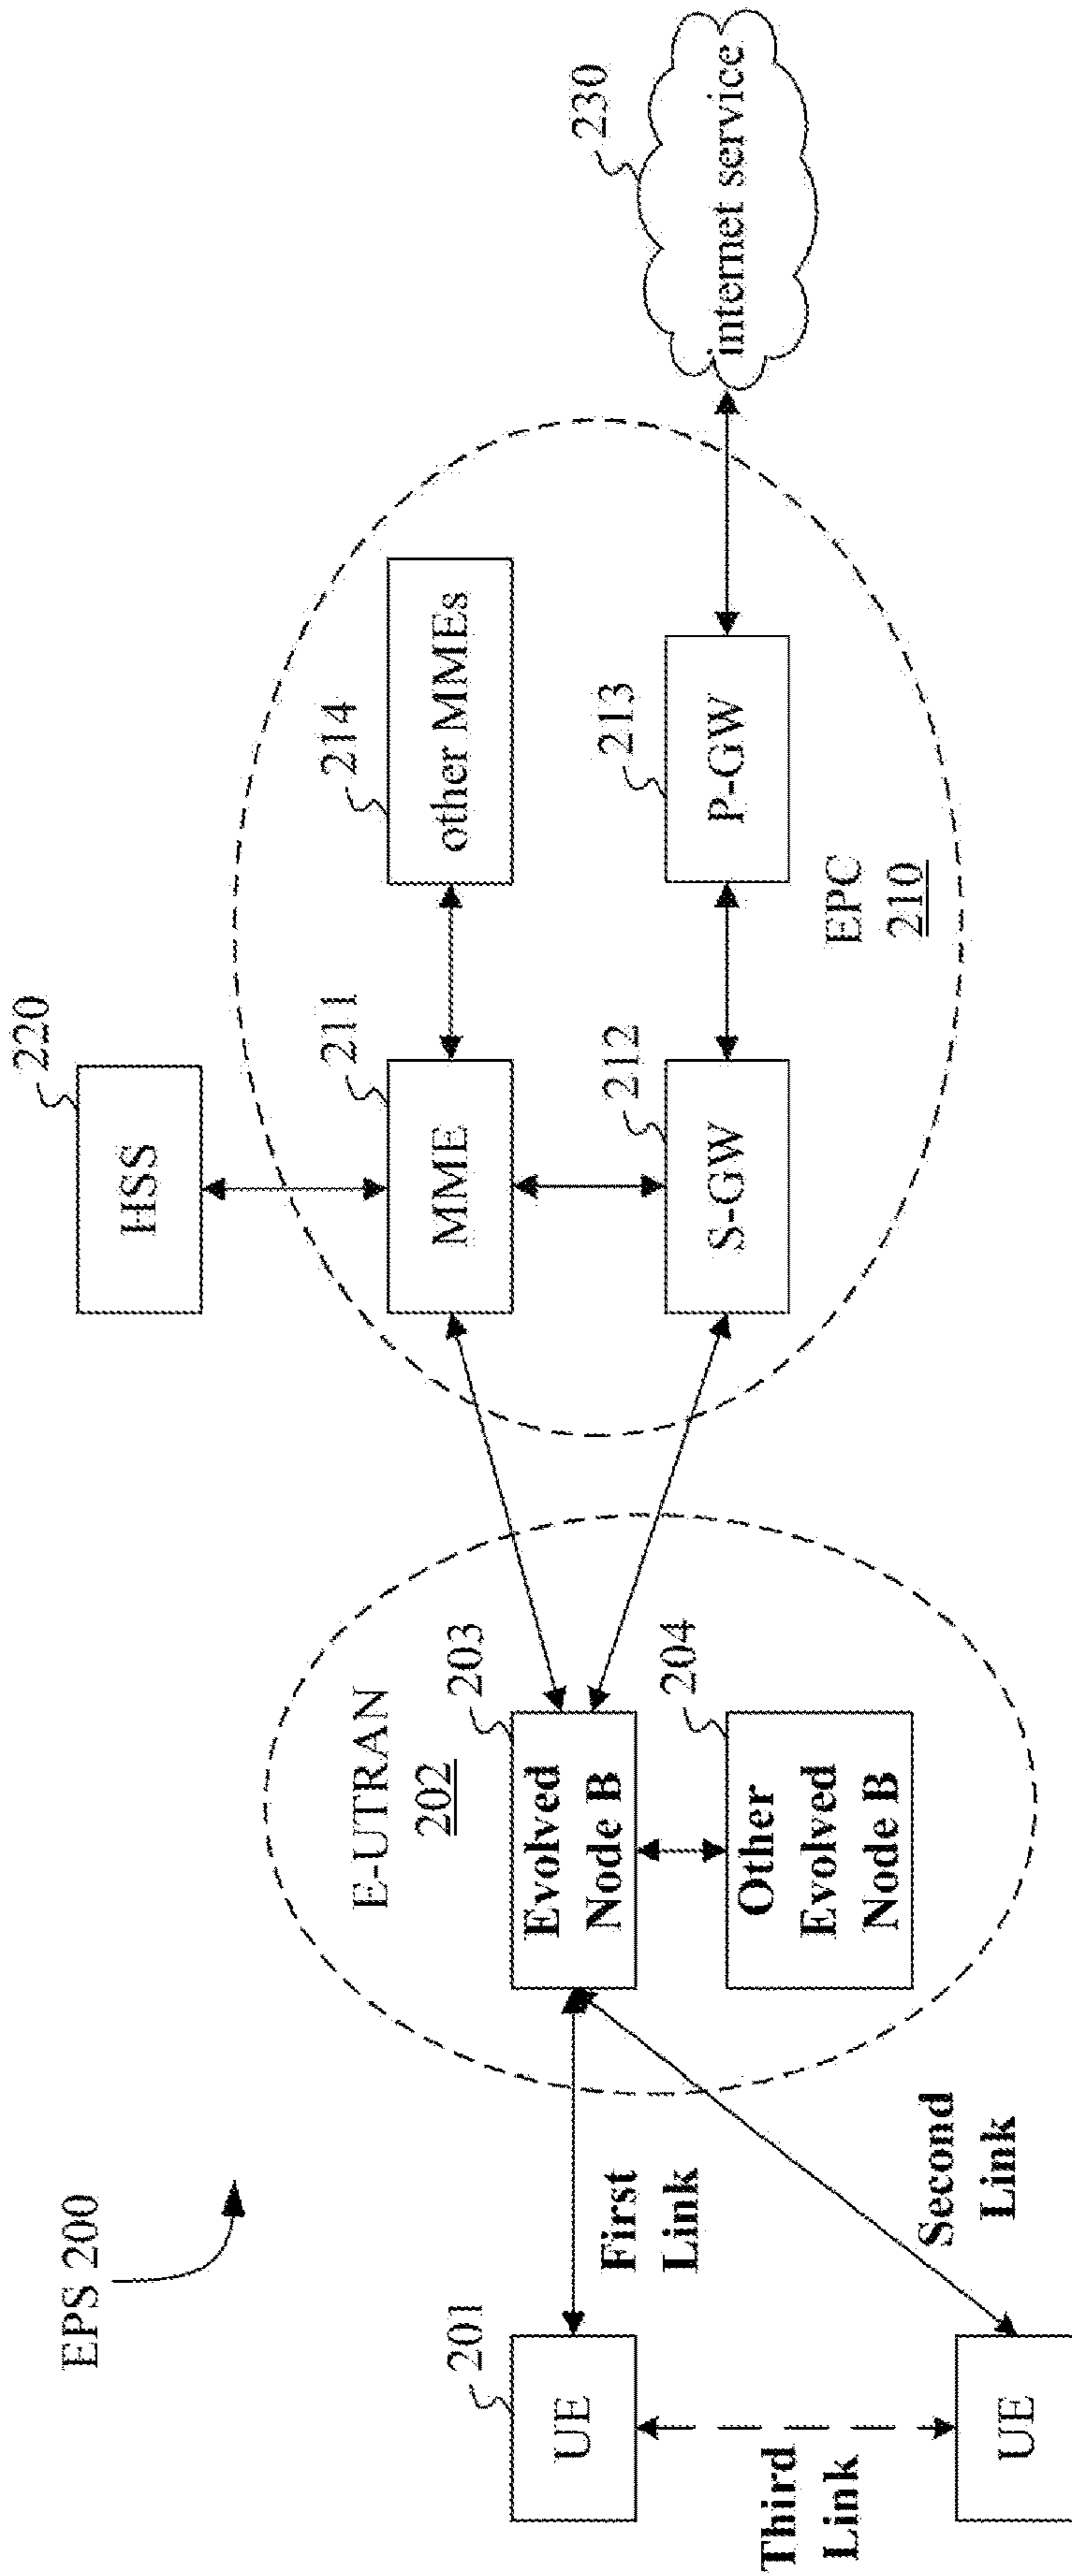 EPS 200
HSS
220
E-UTRAN
202
UE
201
First
Link
Evolved
Node B
203
MME
211
other MMEs
214
Third
Link
Other
Evolved
Node B
204
S-GW
212
P-GW
213
internet service
230
EPC
210
Second
Link
UE